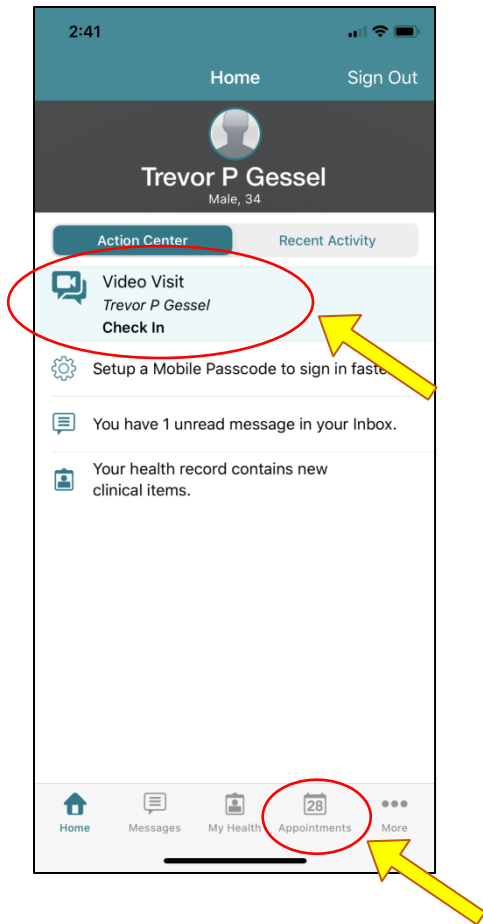 2:41
Home Sign Out
Trevor P Gessel
Male, 34
Action Center Recent Activity
Video Visit
Trevor P Gessel
Check In
Setup a Mobile Passcode to sign in faste
You have 1 unread message in your Inbox.
Your health record contains new
clinical items.
28
Home Messages My Health Appointments More